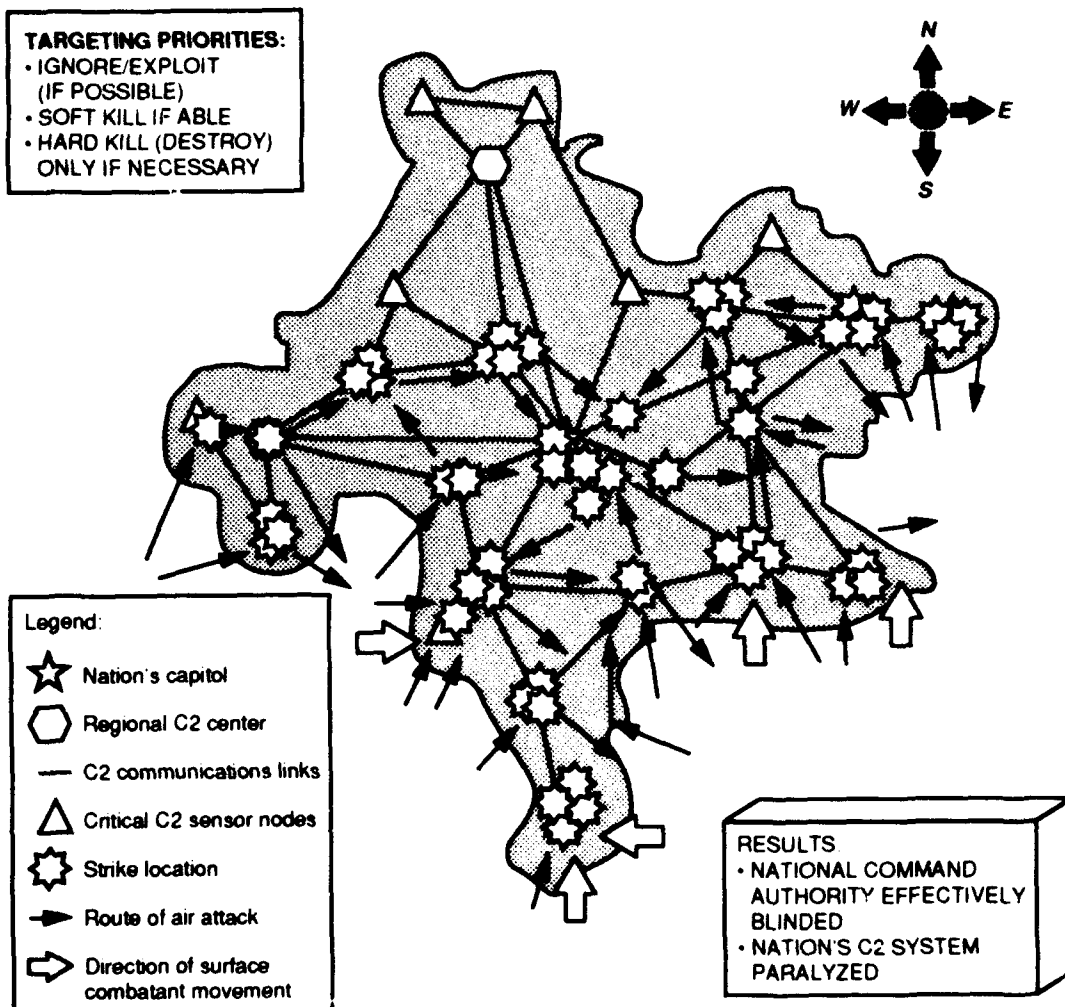 TARGETING PRIORITIES:
• IGNORE/EXPLOIT
(IF POSSIBLE)
• SOFT KILL IF ABLE
• HARD KILL (DESTROY)
ONLY IF NECESSARY
N
W
E
S
Legend:
Nation's capitol
Regional C2 center
C2 communications links
Critical C2 sensor nodes
Strike location
Route of air attack
Direction of surface
combatant movement
RESULTS
• NATIONAL COMMAND
AUTHORITY EFFECTIVELY
BLINDED
• NATION'S C2 SYSTEM
PARALYZED